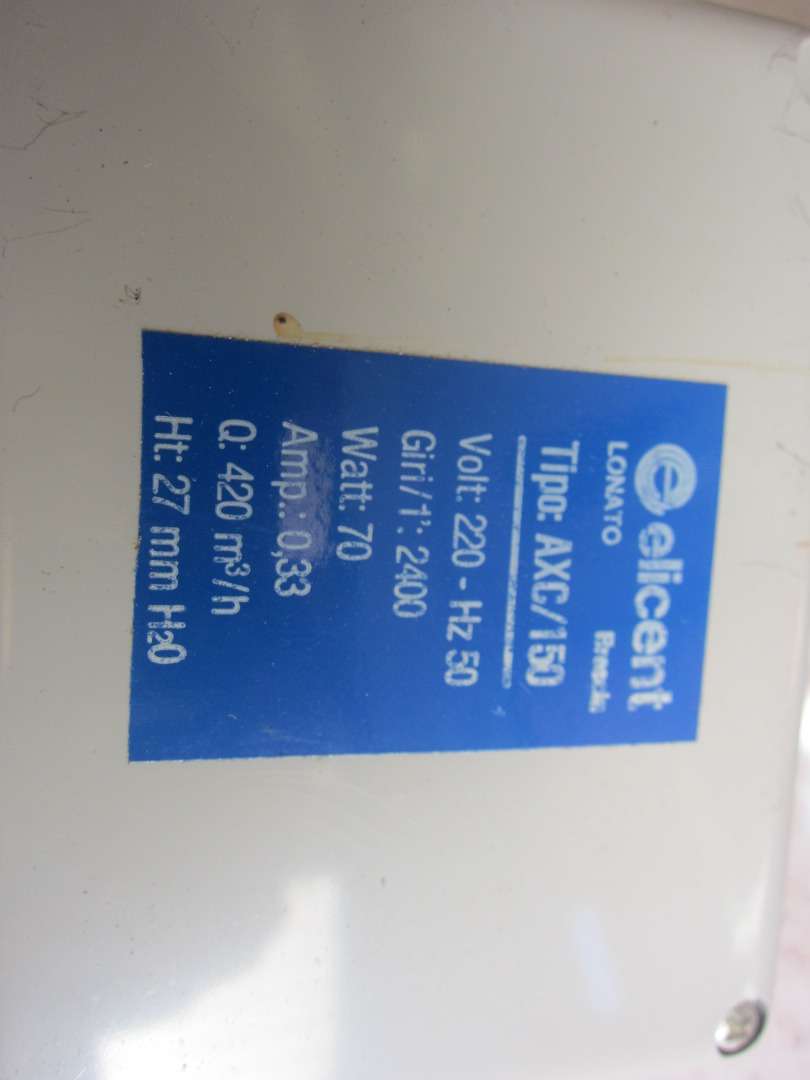 elicent
LONATO Brescia
Tipo: AXC/150
Volt: 220 - Hz 50
Giri/1': 2400
Watt: 70
Amp.: 0,33
Q: 420 m³/h
Ht: 27 mm H₂O